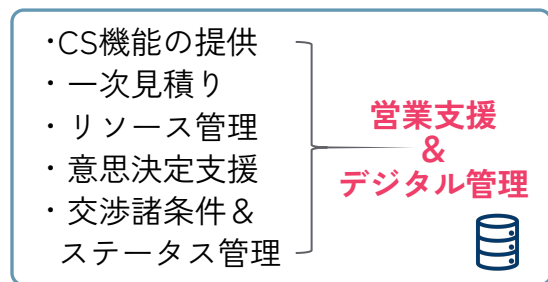 ・CS機能の提供
・一次見積り
・リソース管理
・意思決定支援
・交渉諸条件＆
ステータス管理
営業支援
＆
デジタル管理